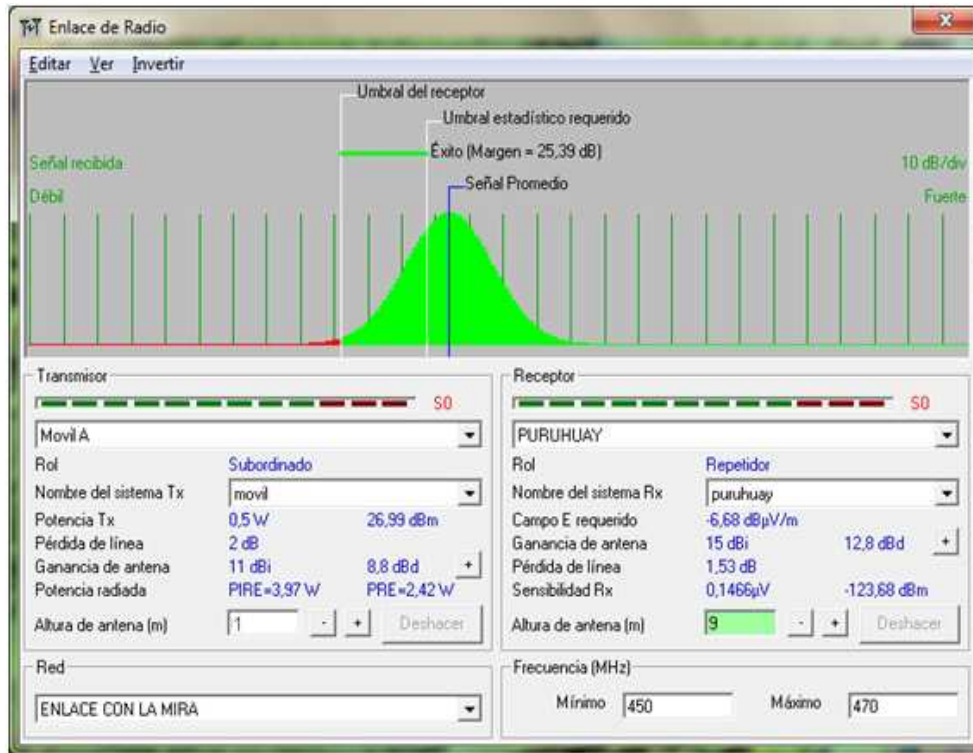 Enlace de Radio
Editar Ver Invertir
Umbral del receptor
Umbral estadístico requerido
Éxito (Margen = 25,39 dB)
Señal recibida 10 dB/div
Señal Promedio
Débil Fuerte
Transmisor
S0
Movil A
Rol Subordinado
Nombre del sistema Tx movil
Potencia Tx 0,5 W 26,99 dBm
Pérdida de línea 2 dB
Ganancia de antena 11 dBi 8,8 dBd +
Potencia radiada PIRE=3,97 W PRE=2,42 W
Altura de antena (m) 1 - + Deshacer
Receptor
S0
PURUHUAY
Rol Repetidor
Nombre del sistema Rx puruhuay
Campo E requerido -6,68 dBµV/m
Ganancia de antena 15 dBi 12,8 dBd +
Pérdida de línea 1,53 dB
Sensibilidad Rx 0,1466µV -123,68 dBm
Altura de antena (m) 9 - + Deshacer
Red
ENLACE CON LA MIRA
Frecuencia (MHz)
Mínimo 450 Máximo 470